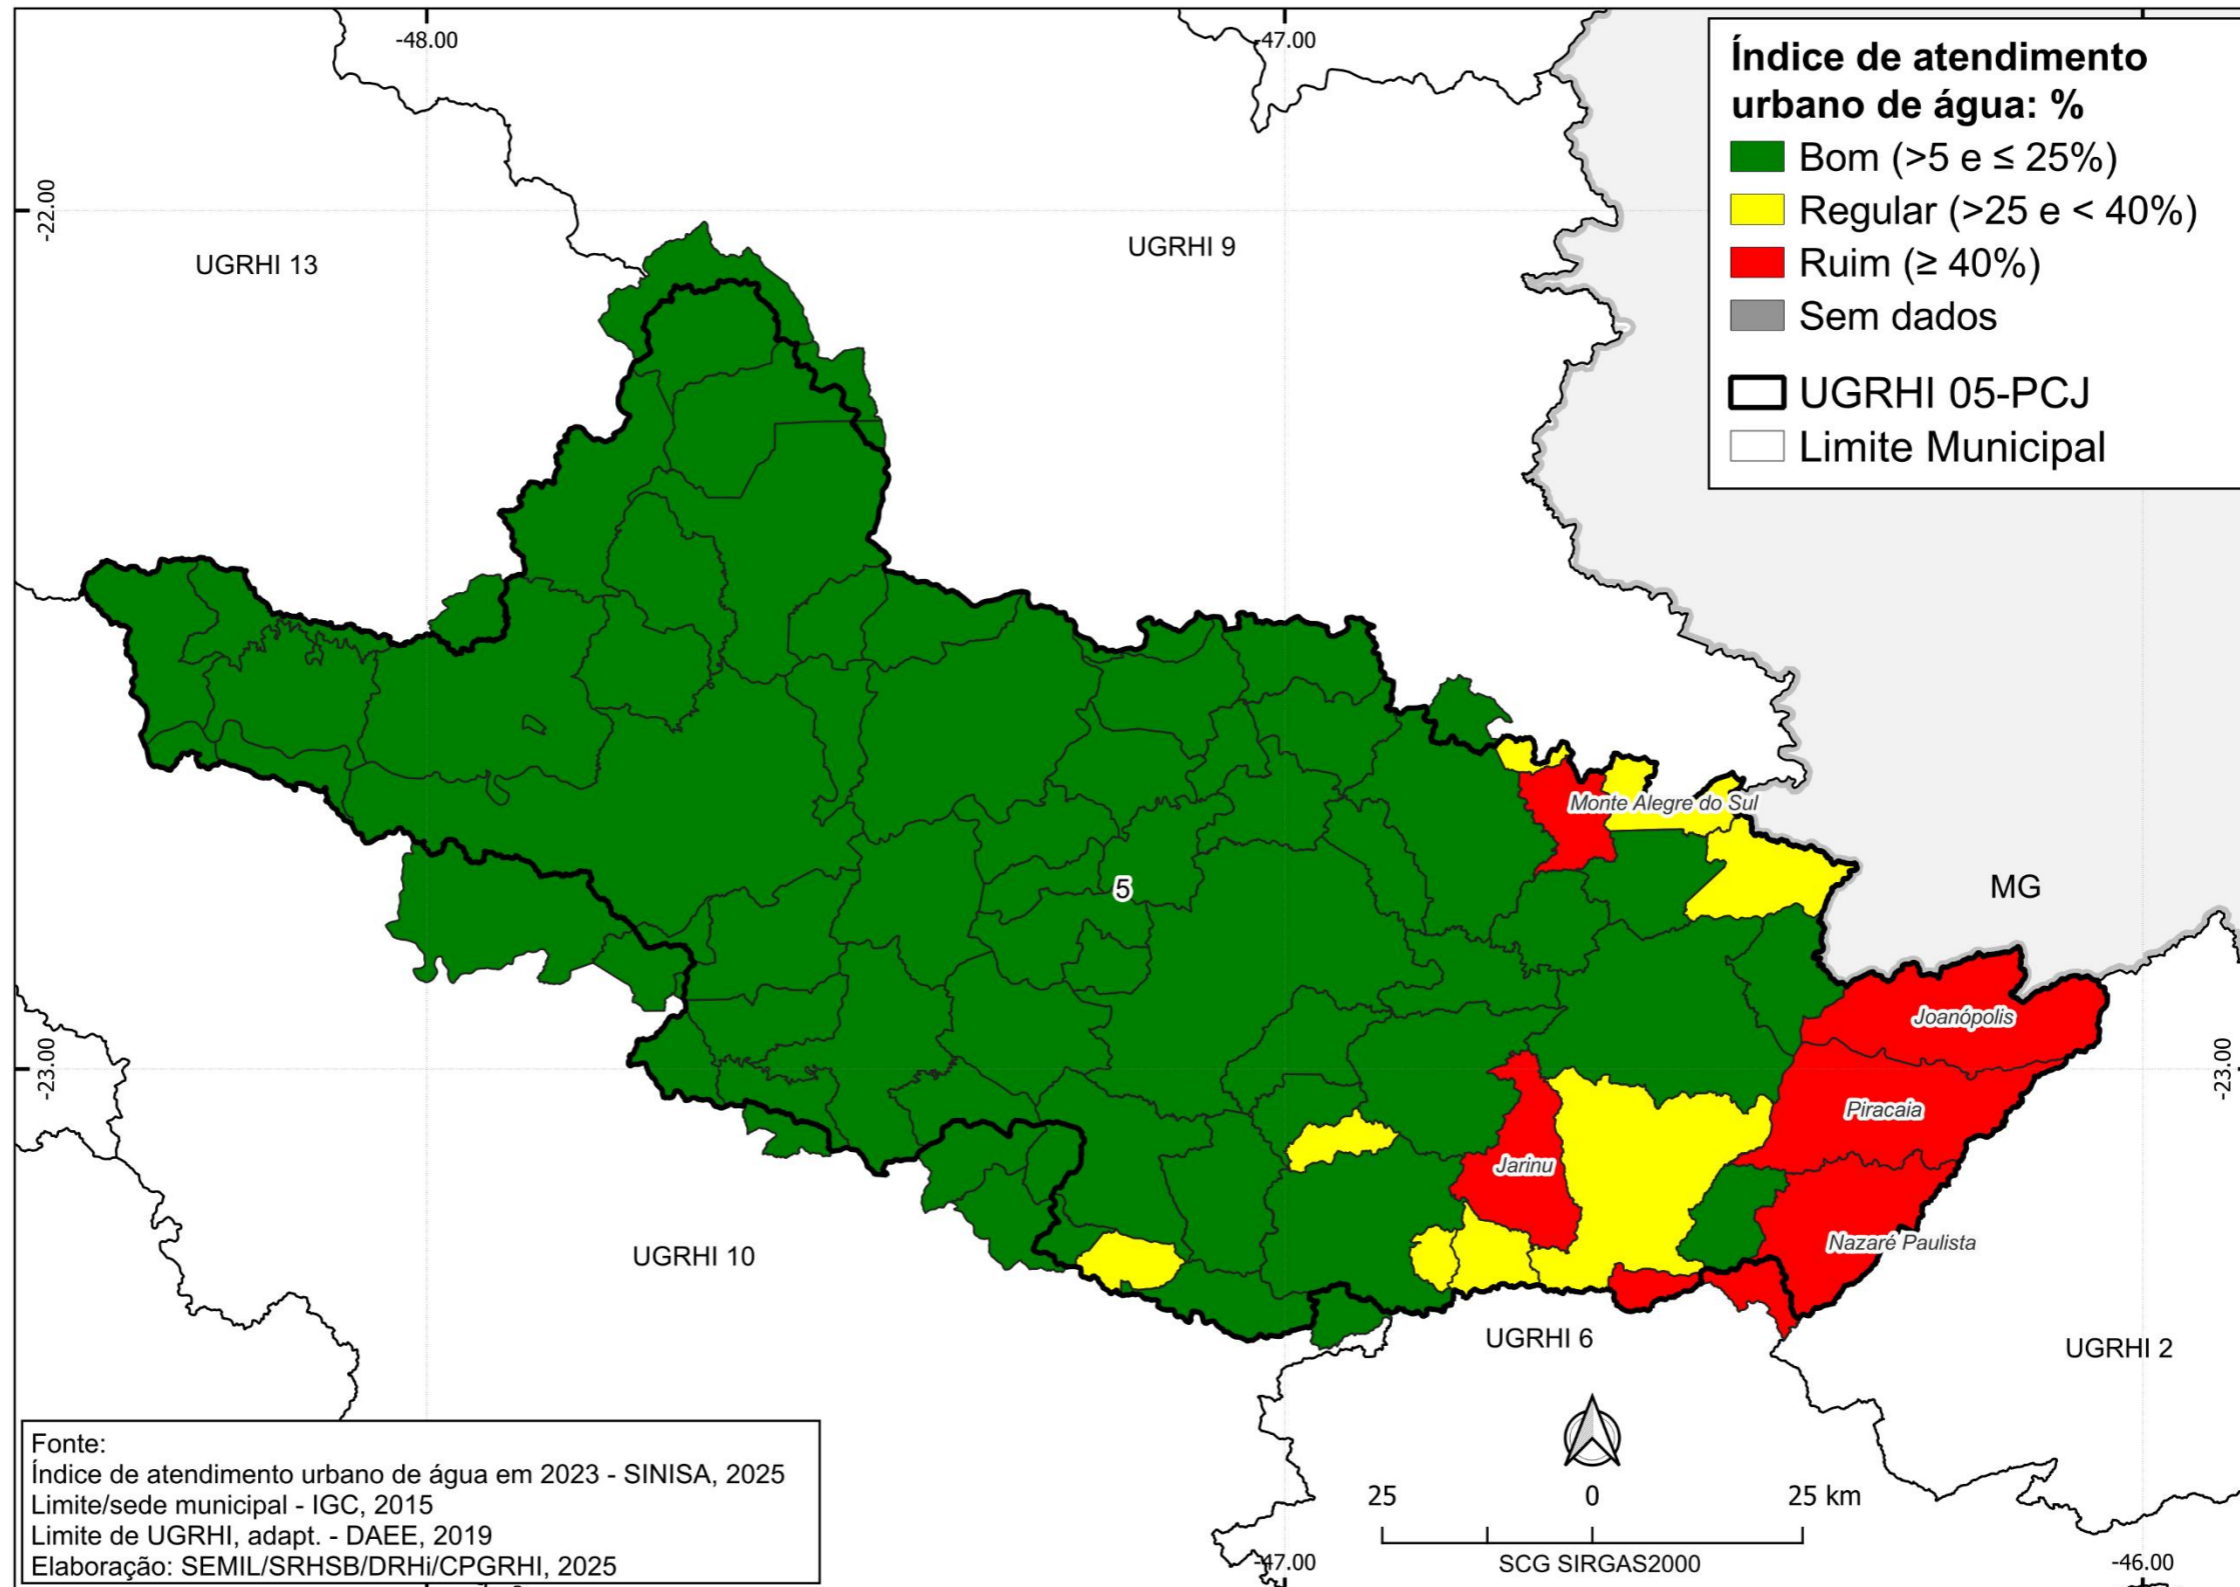 -48.00
-47.00
Índice de atendimento
urbano de água: %
Bom (>5 e ≤ 25%)
Regular (>25 e < 40%)
Ruim (≥ 40%)
Sem dados
UGRHI 05-PCJ
Limite Municipal
-22.00
UGRHI 13
UGRHI 9
Monte Alegre do Sul
5
MG
Joanópolis
-23.00
-23.00
Piracaia
Jarinu
Nazaré Paulista
UGRHI 10
UGRHI 6
UGRHI 2
Fonte:
Índice de atendimento urbano de água em 2023 - SINISA, 2025
Limite/sede municipal - IGC, 2015
Limite de UGRHI, adapt. - DAEE, 2019
Elaboração: SEMIL/SRHSB/DRHi/CPGRHI, 2025
25 0 25 km
SCG SIRGAS2000
-47.00
-46.00